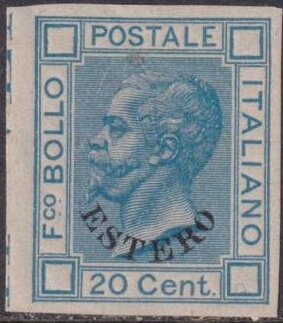 POSTALE
Fco BOLLO
ITALIANO
ESTERO
20 Cent.